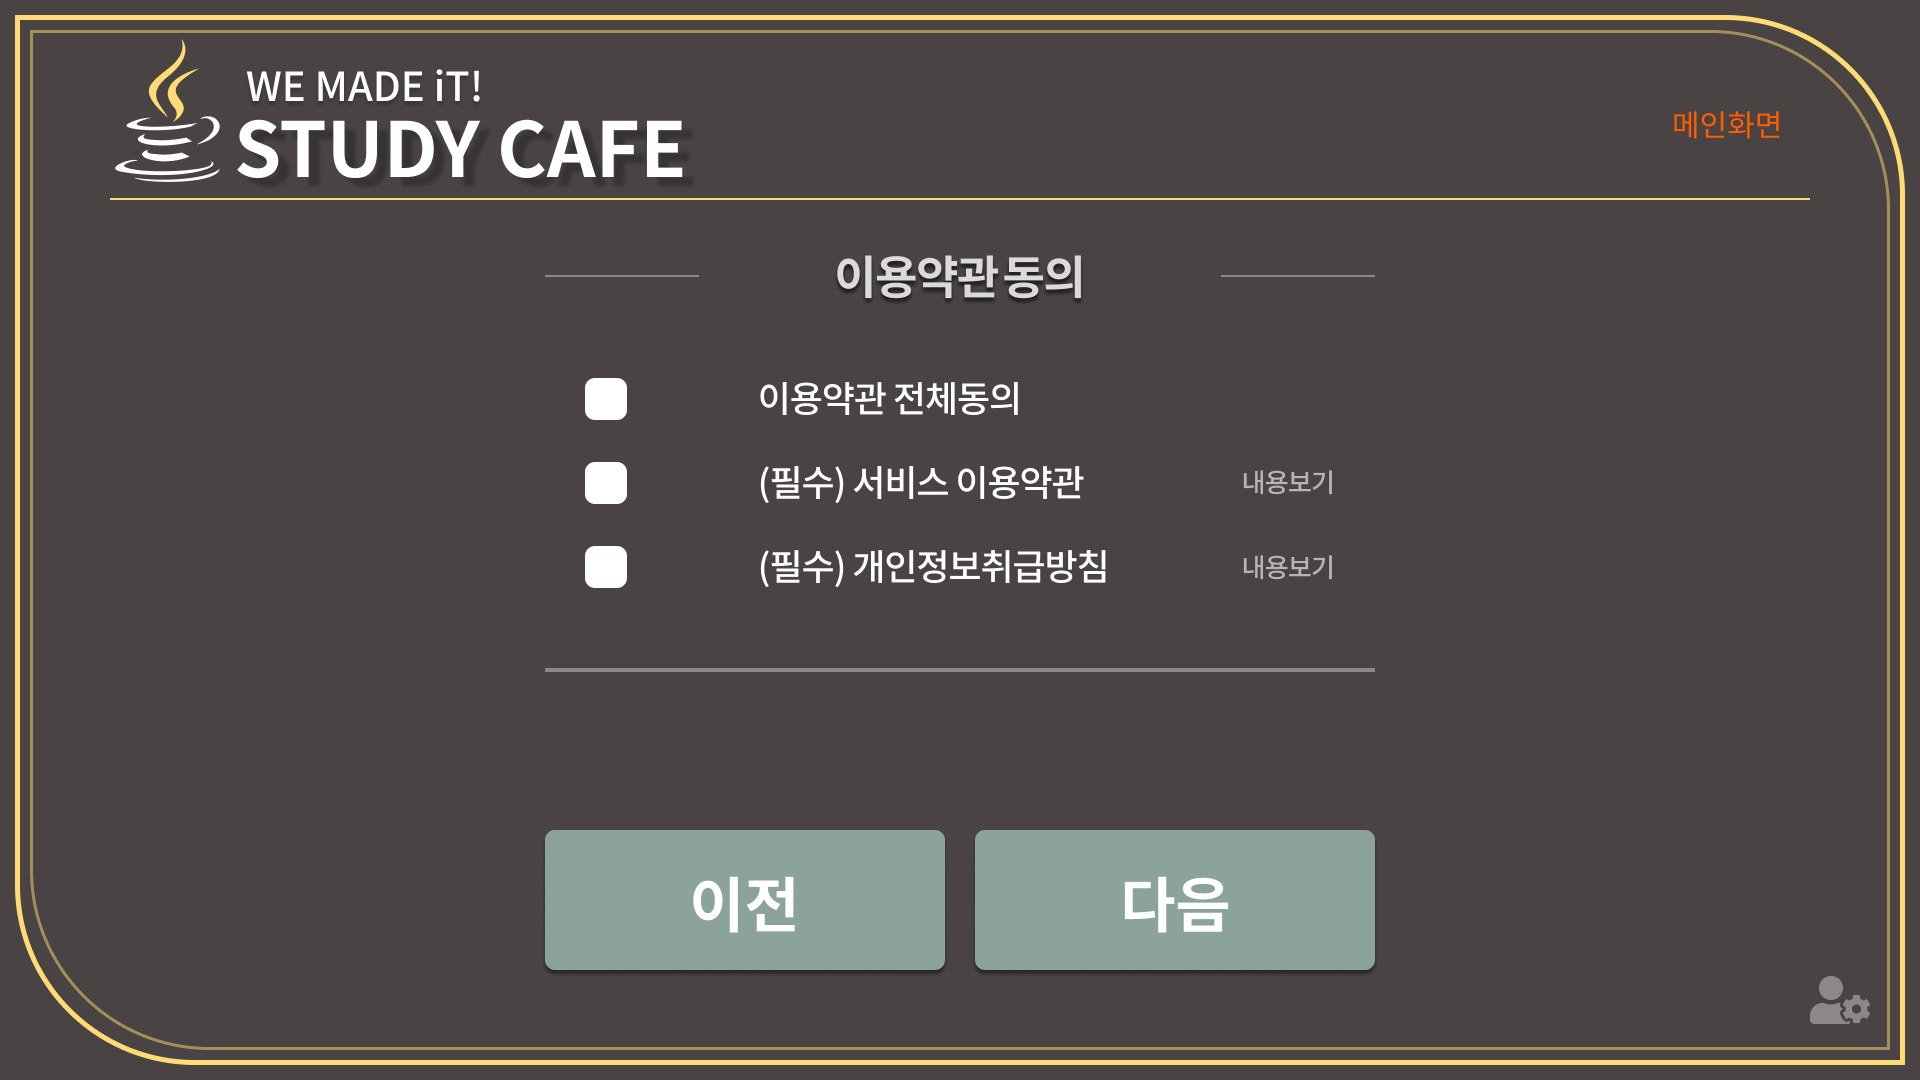 WE MADE iT!
STUDY CAFE
메인화면
이용약관 동의
이용약관 전체동의
(필수) 서비스 이용약관 내용보기
(필수) 개인정보취급방침 내용보기
이전 다음